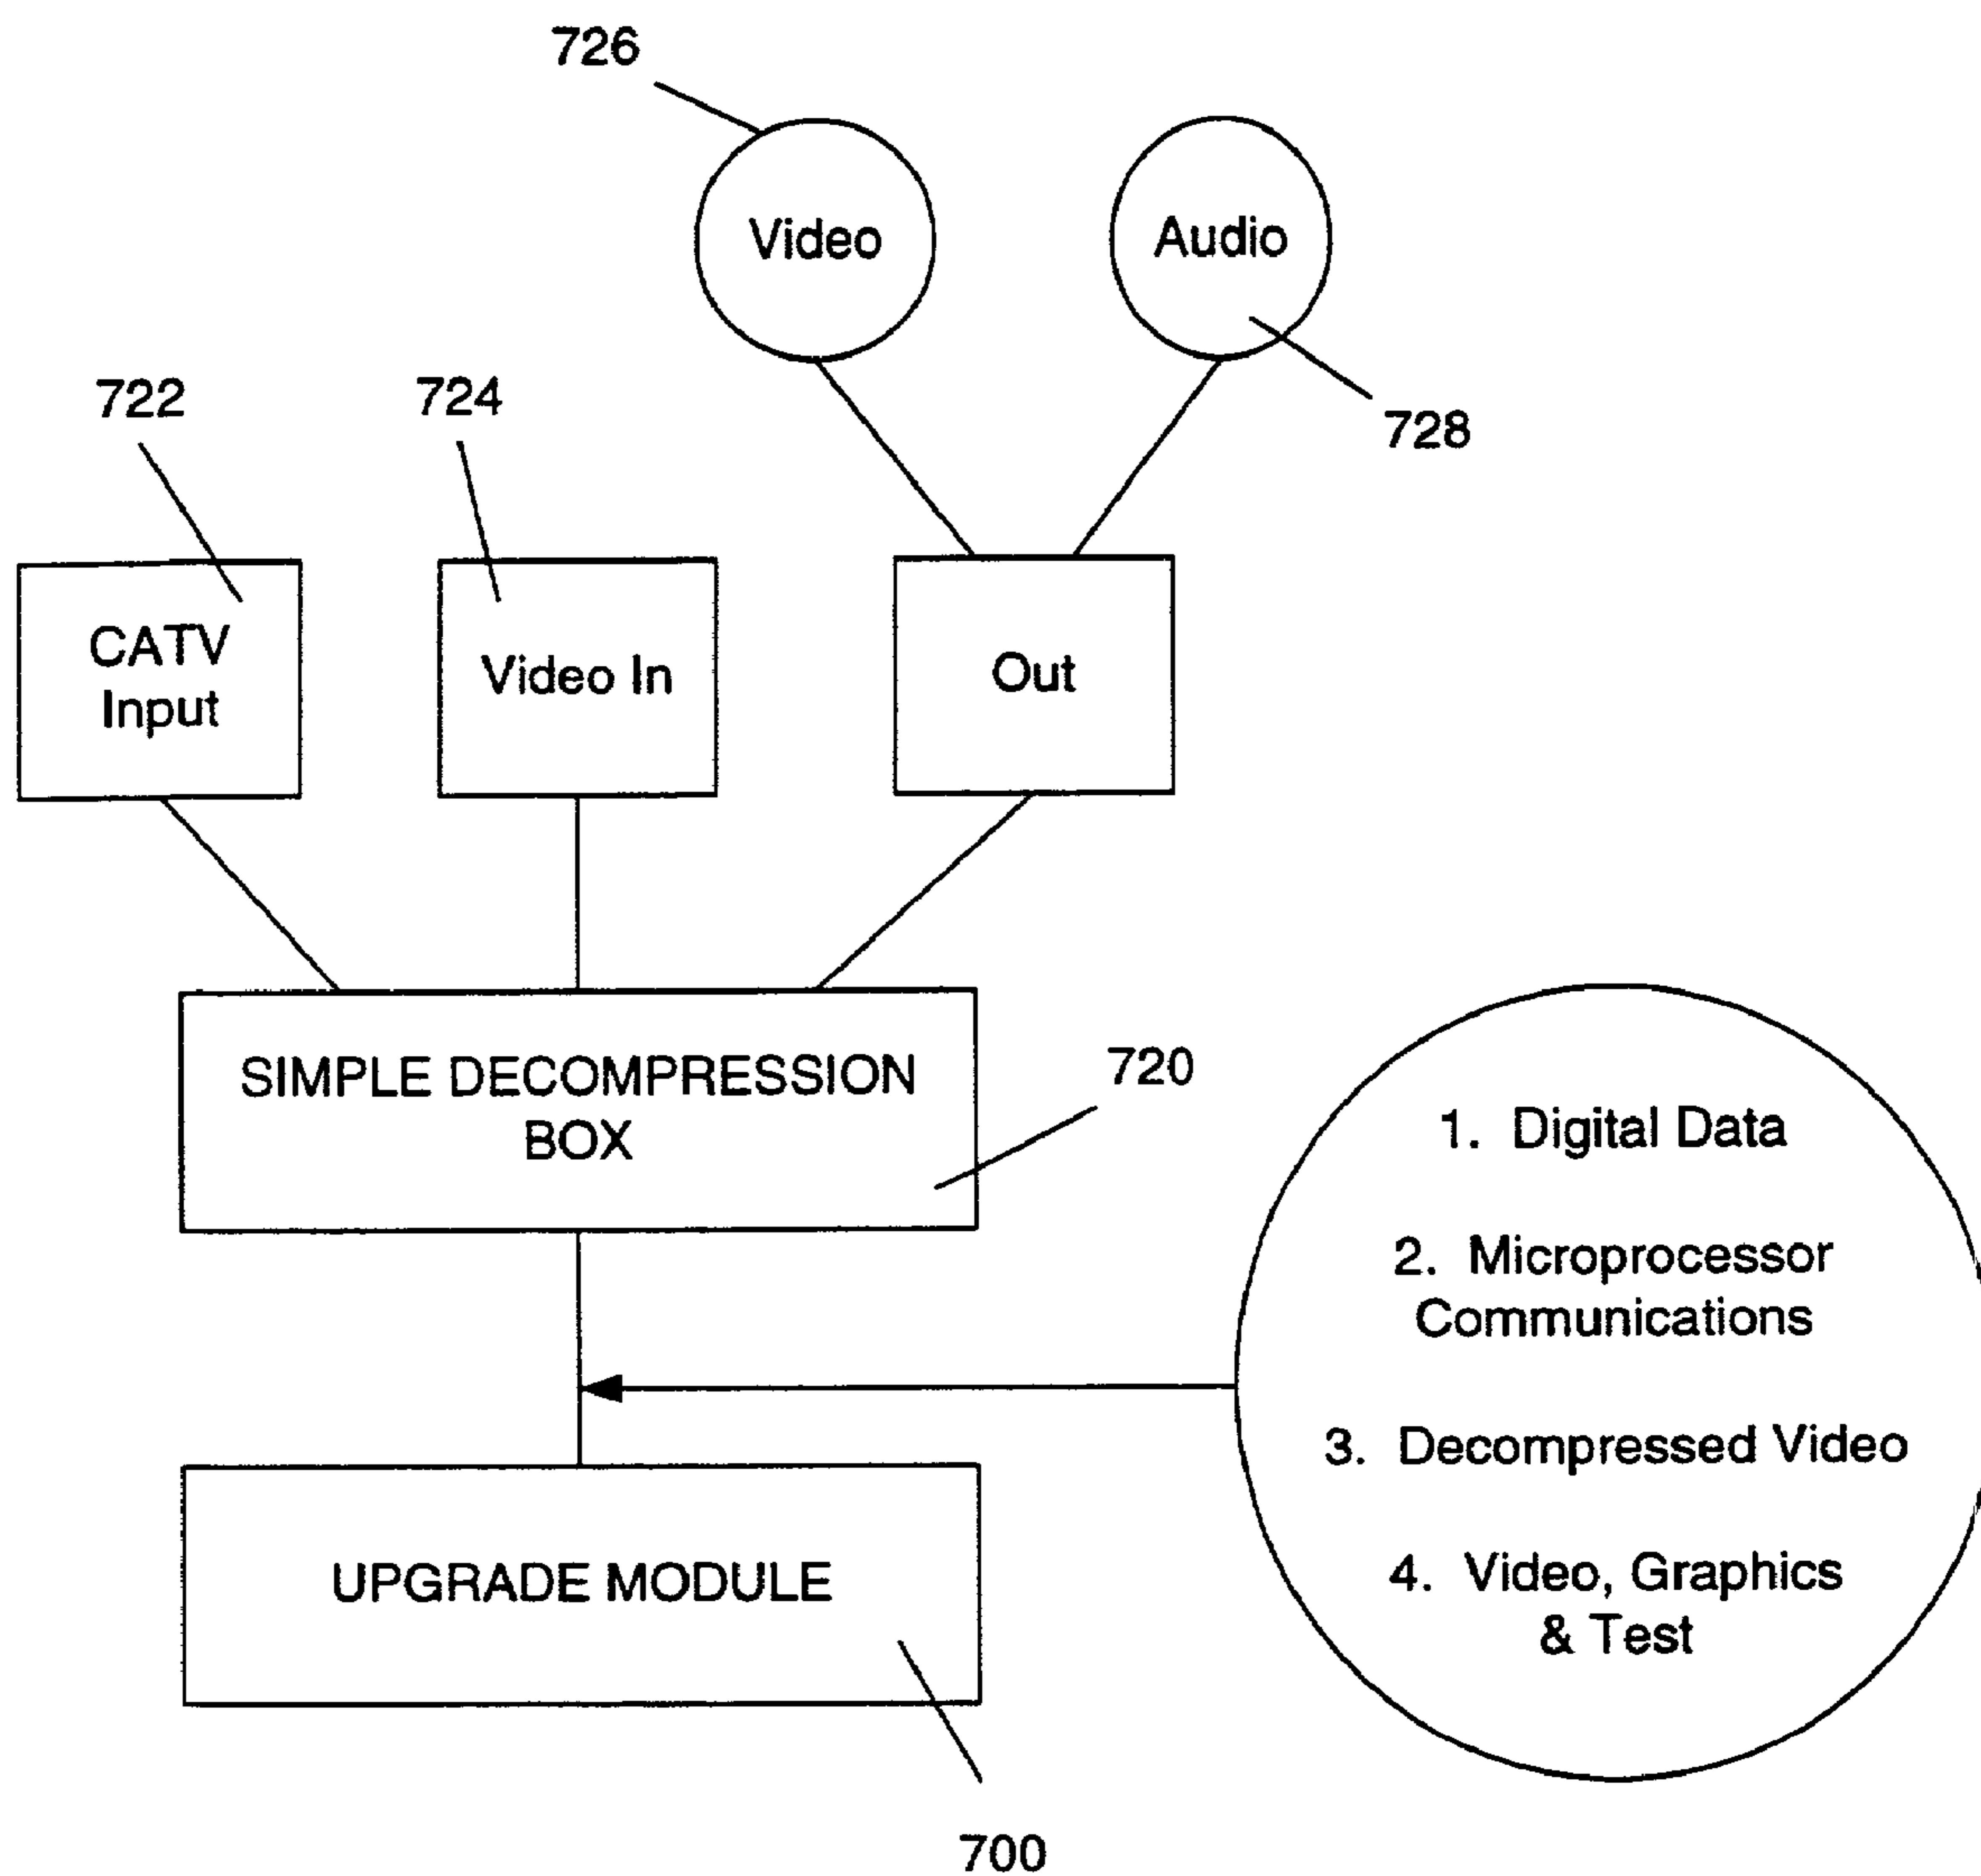 726
Video
Audio
722
724
728
CATV
Input
Video In
Out
SIMPLE DECOMPRESSION
BOX
720
1. Digital Data
2. Microprocessor
Communications
3. Decompressed Video
4. Video, Graphics
& Test
UPGRADE MODULE
700